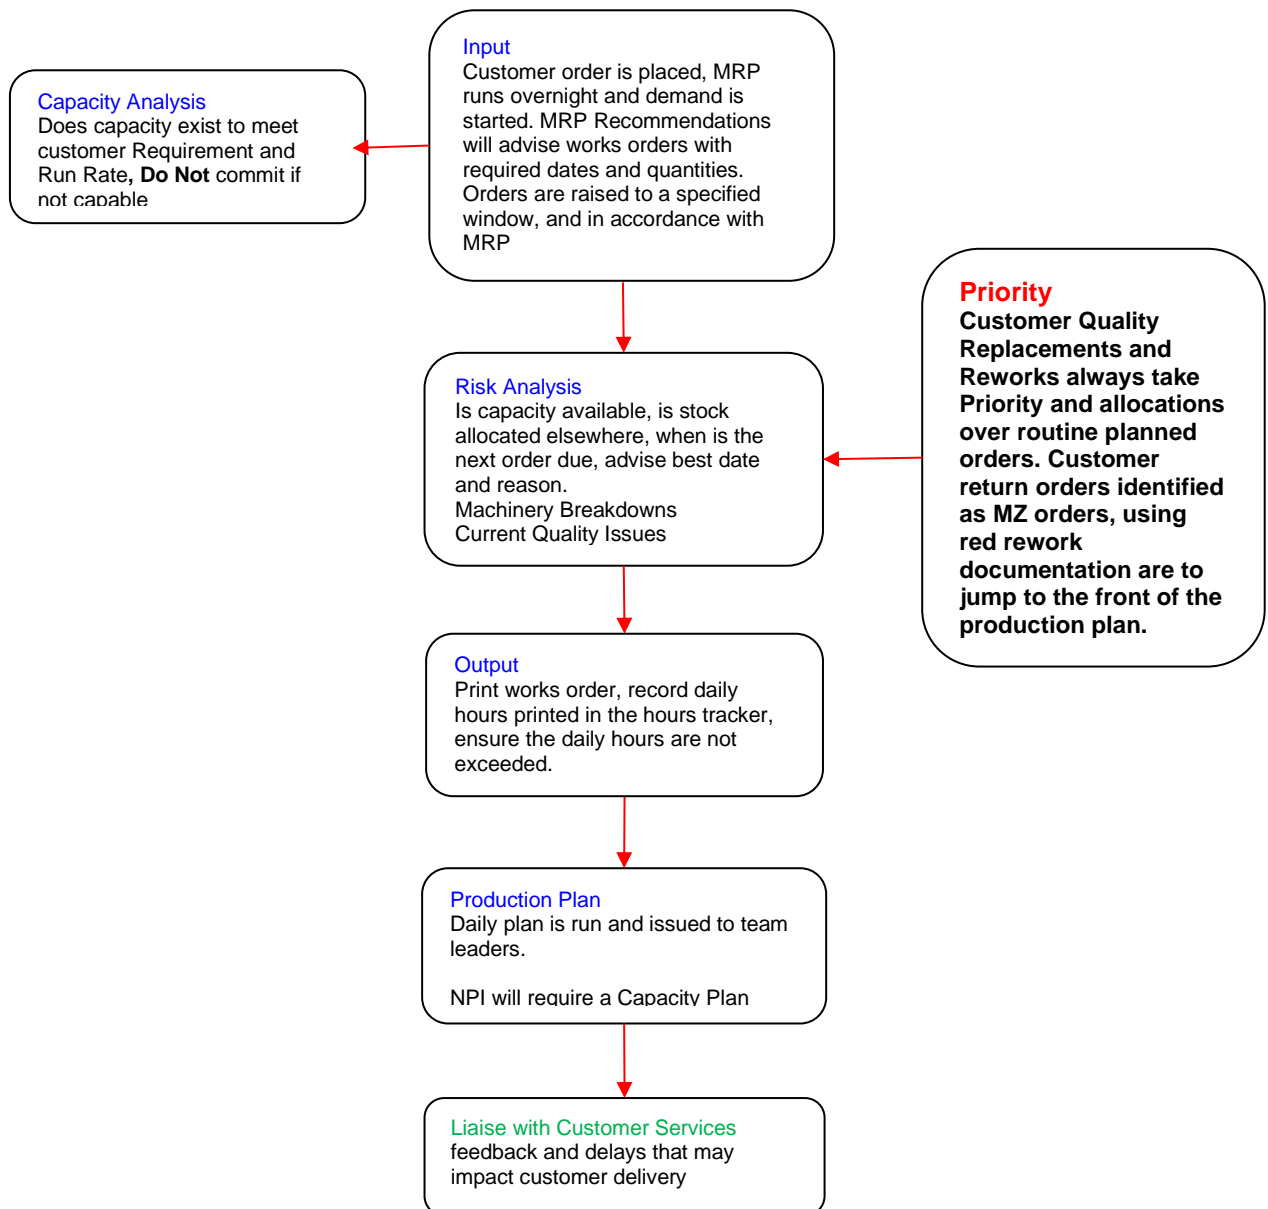 Input
Customer order is placed, MRP
runs overnight and demand is
started. MRP Recommendations
will advise works orders with
required dates and quantities.
Orders are raised to a specified
window, and in accordance with
MRP
Capacity Analysis
Does capacity exist to meet
customer Requirement and
Run Rate, Do Not commit if
not capable
Priority
Customer Quality
Replacements and
Reworks always take
Priority and allocations
over routine planned
orders. Customer
return orders identified
as MZ orders, using
red rework
documentation are to
jump to the front of the
production plan.
Risk Analysis
Is capacity available, is stock
allocated elsewhere, when is the
next order due, advise best date
and reason.
Machinery Breakdowns
Current Quality Issues
Output
Print works order, record daily
hours printed in the hours tracker,
ensure the daily hours are not
exceeded.
Production Plan
Daily plan is run and issued to team
leaders.
NPI will require a Capacity Plan
Liaise with Customer Services
feedback and delays that may
impact customer delivery